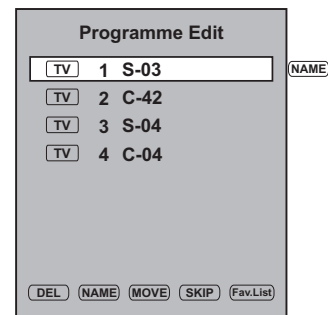 Programme Edit
TV 1 S-03 NAME
TV 2 C-42
TV 3 S-04
TV 4 C-04
DEL NAME MOVE SKIP Fav.List